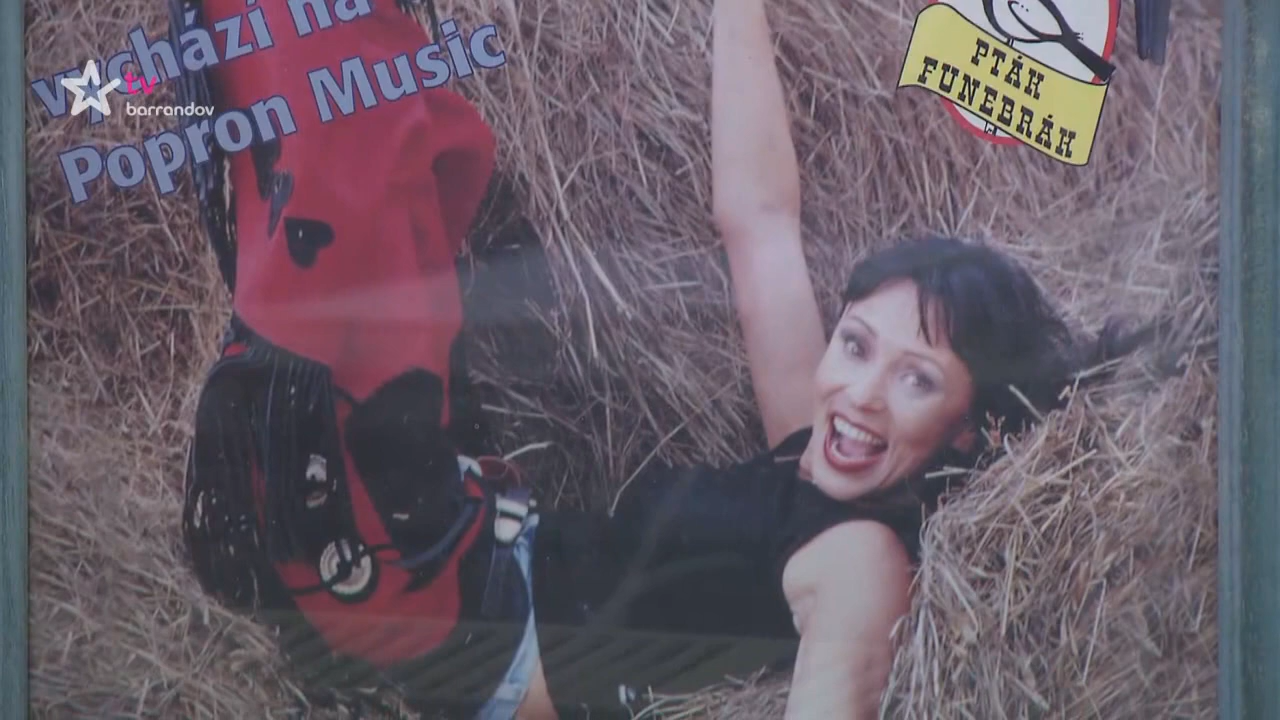 vychází na
Popron Music
tv
barrandov
PTÁK
FUNEBRÁK